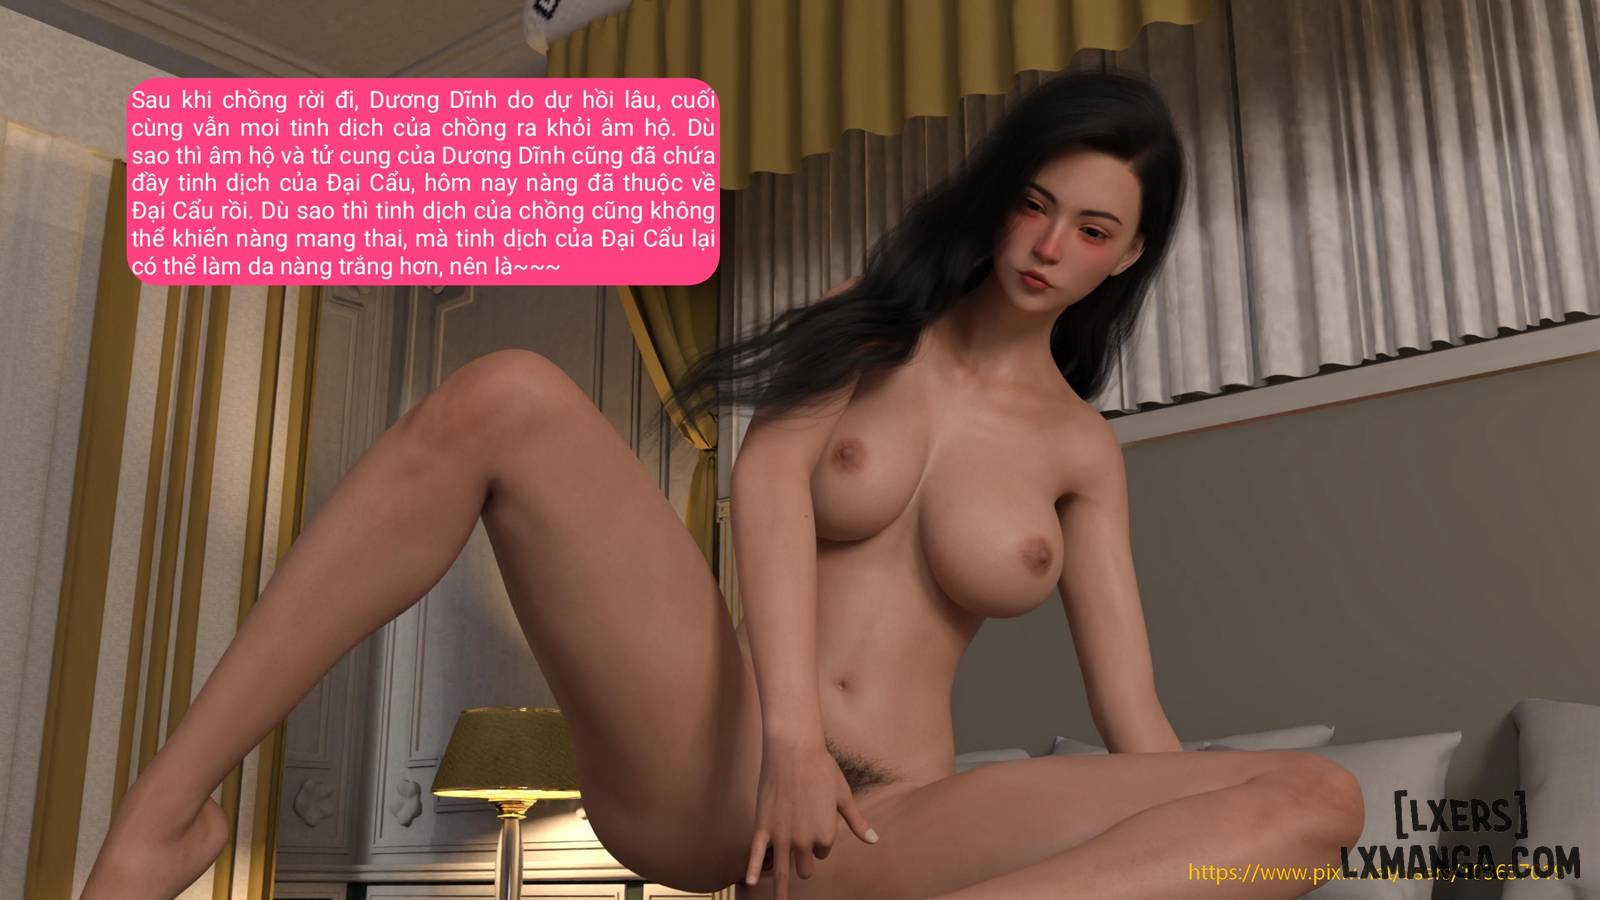 Sau khi chồng rời đi, Dương Dĩnh do dự hồi lâu, cuối
cùng vẫn moi tinh dịch của chồng ra khỏi âm hộ. Dù
sao thì âm hộ và tử cung của Dương Dĩnh cũng đã chứa
đầy tinh dịch của Đại Cẩu, hôm nay nàng đã thuộc về
Đại Cẩu rồi. Dù sao thì tinh dịch của chồng cũng không
thể khiến nàng mang thai, mà tinh dịch của Đại Cẩu lại
có thể làm da nàng trắng hơn, nên là~~~
[LXERS]
LXMANGA.COM